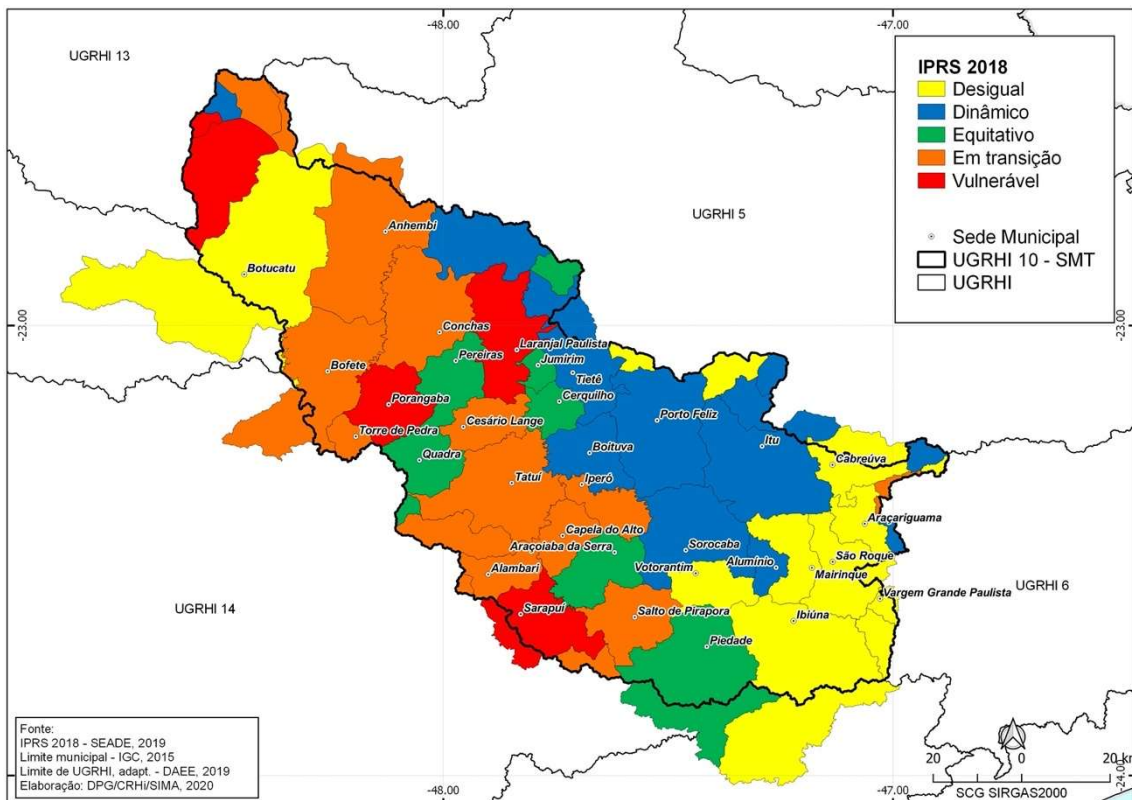 -48.00
-47.00
UGRHI 13
IPRS 2018
Desigual
Dinâmico
Equitativo
Em transição
Vulnerável
Sede Municipal
UGRHI 10 - SMT
UGRHI
UGRHI 5
Anhembi
Botucatu
-23.00
-23.00
Conchas
Laranjal Paulista
Pereiras
Jumirim
Bofete
Tietê
Porangaba
Cerquilho
Cesário Lange
Porto Feliz
Torre de Pedra
Itu
Quadra
Boituva
Cabreúva
Tatuí
Iperó
Araçariguama
Capela do Alto
Araçoiaba da Serra
Sorocaba
São Roque
Alambari
Votorantim
Alumínio
Mairinque
UGRHI 6
Vargem Grande Paulista
UGRHI 14
Sarapuí
Salto de Pirapora
Ibiúna
Piedade
Fonte:
IPRS 2018 - SEADE, 2019
Limite municipal - IGC, 2015
Limite de UGRHI, adapt. - DAEE, 2019
Elaboração: DPG/CRHi/SIMA, 2020
20 0 20 km
SCG SIRGAS2000
-48.00
-47.00
-24.00